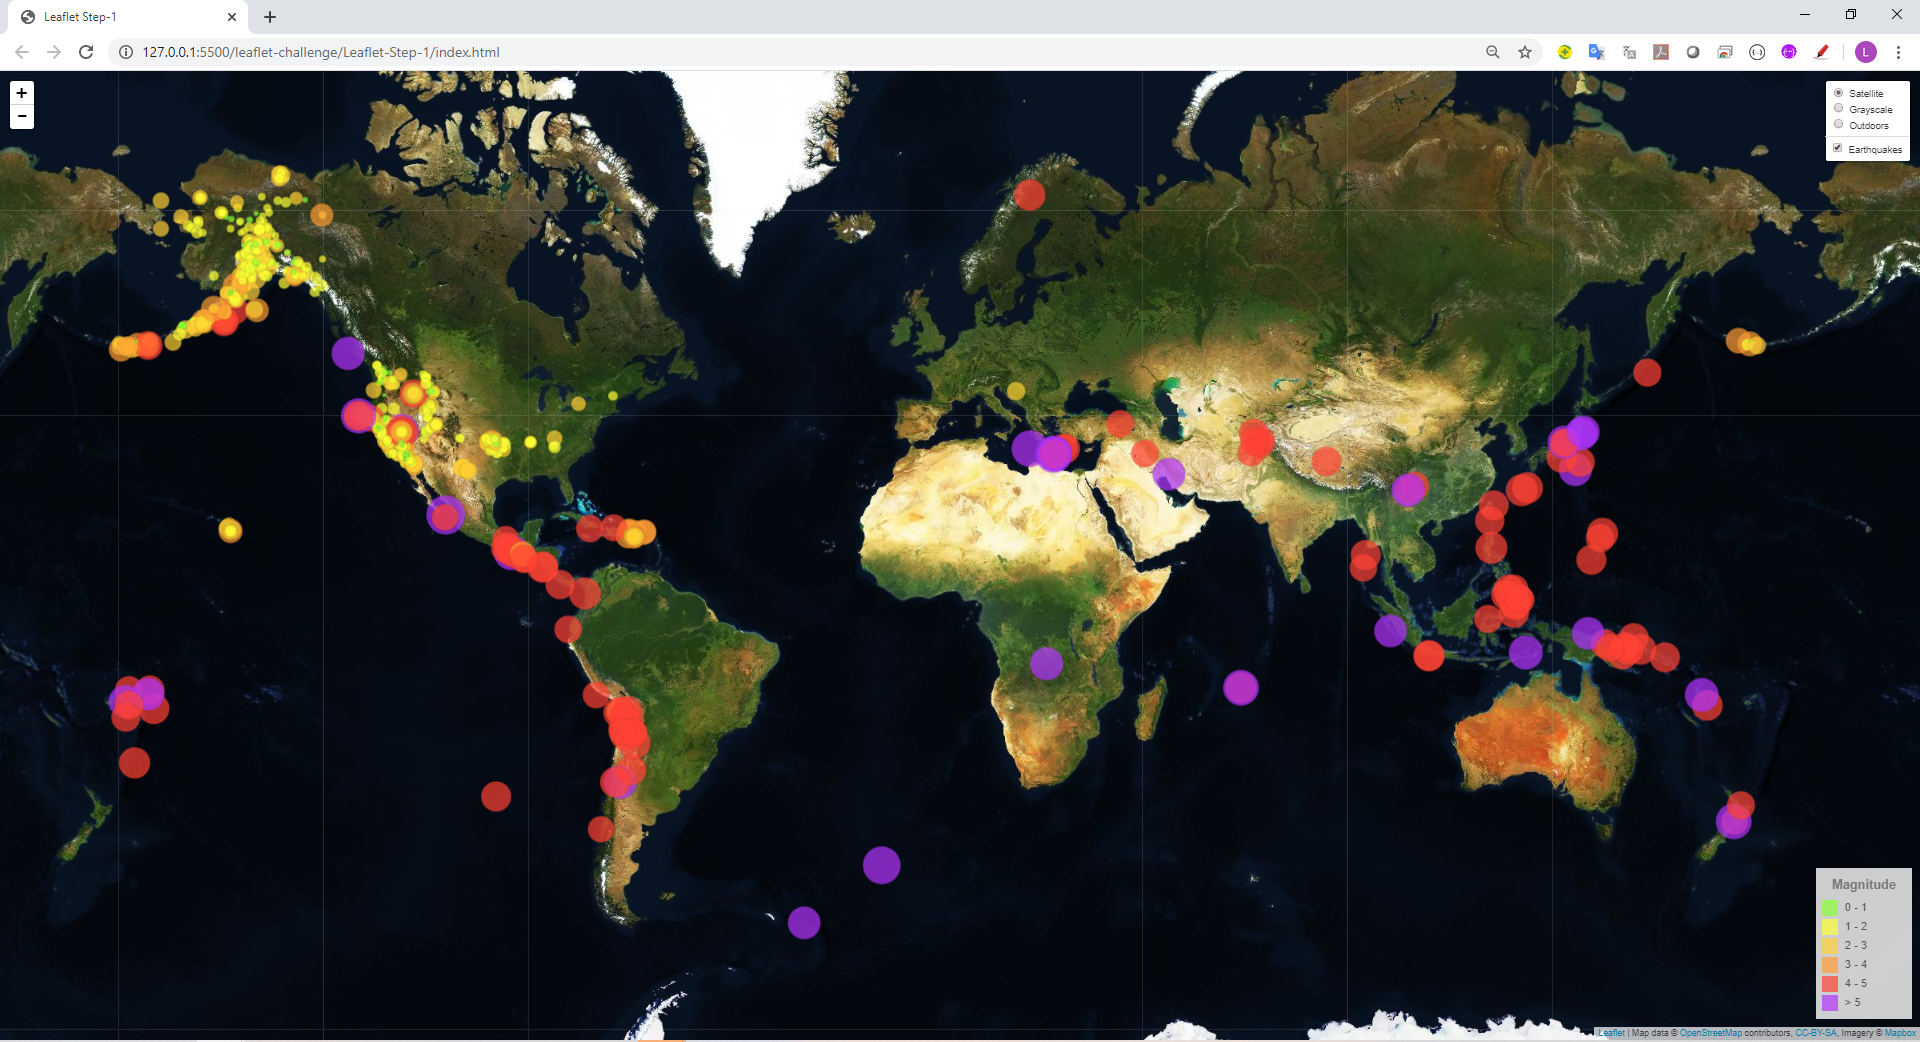 Leaflet Step-1
127.0.0.1:5500/leaflet-challenge/Leaflet-Step-1/index.html
L
+
−
Satellite
Grayscale
Outdoors
Earthquakes
Magnitude
0 - 1
1 - 2
2 - 3
3 - 4
4 - 5
> 5
Leaflet | Map data © OpenStreetMap contributors, CC-BY-SA, Imagery © Mapbox